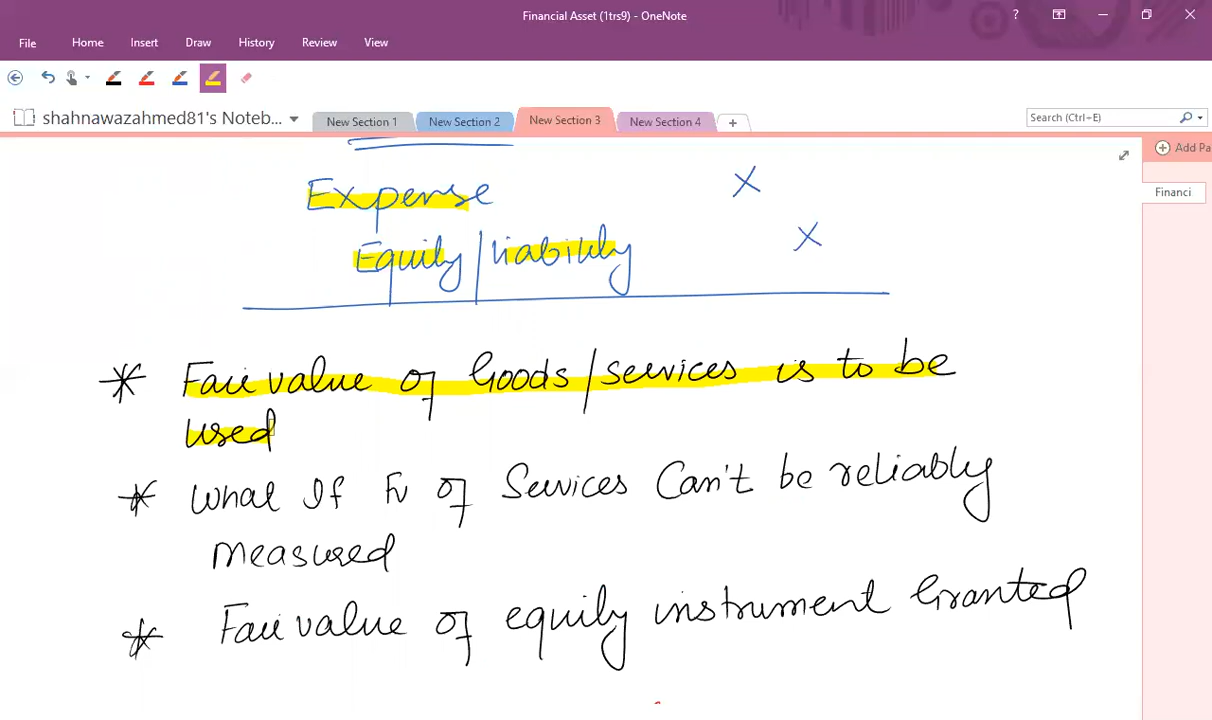 Financial Asset (1trs9) - OneNote
?
File Home Insert Draw History Review View
shahnawazahmed81's Noteb...
New Section 1 New Section 2 New Section 3 New Section 4 +
Search (Ctrl+E)
Add Pa
Financi
Expense X
Equity/liability X
* Fair value of Goods/services is to be
used
* What If Fv of Services Can't be reliably
measured
* Fair value of equity instrument Granted